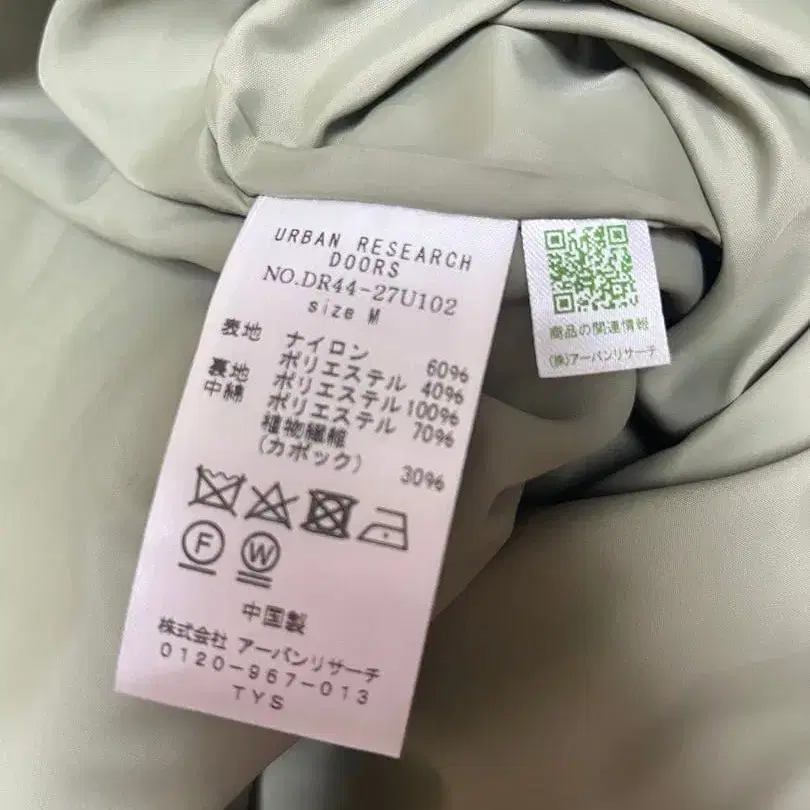 URBAN RESEARCH
DOORS
NO.DR44-27U102
size M
表地 ナイロン 60%
ポリエステル 40%
裏地 ポリエステル 100%
中綿 ポリエステル 70%
植物繊維
(カポック) 30%
F W
中国製
株式会社 アーバンリサーチ
0120-967-013
TYS
商品の関連情報
(株)アーバンリサーチ